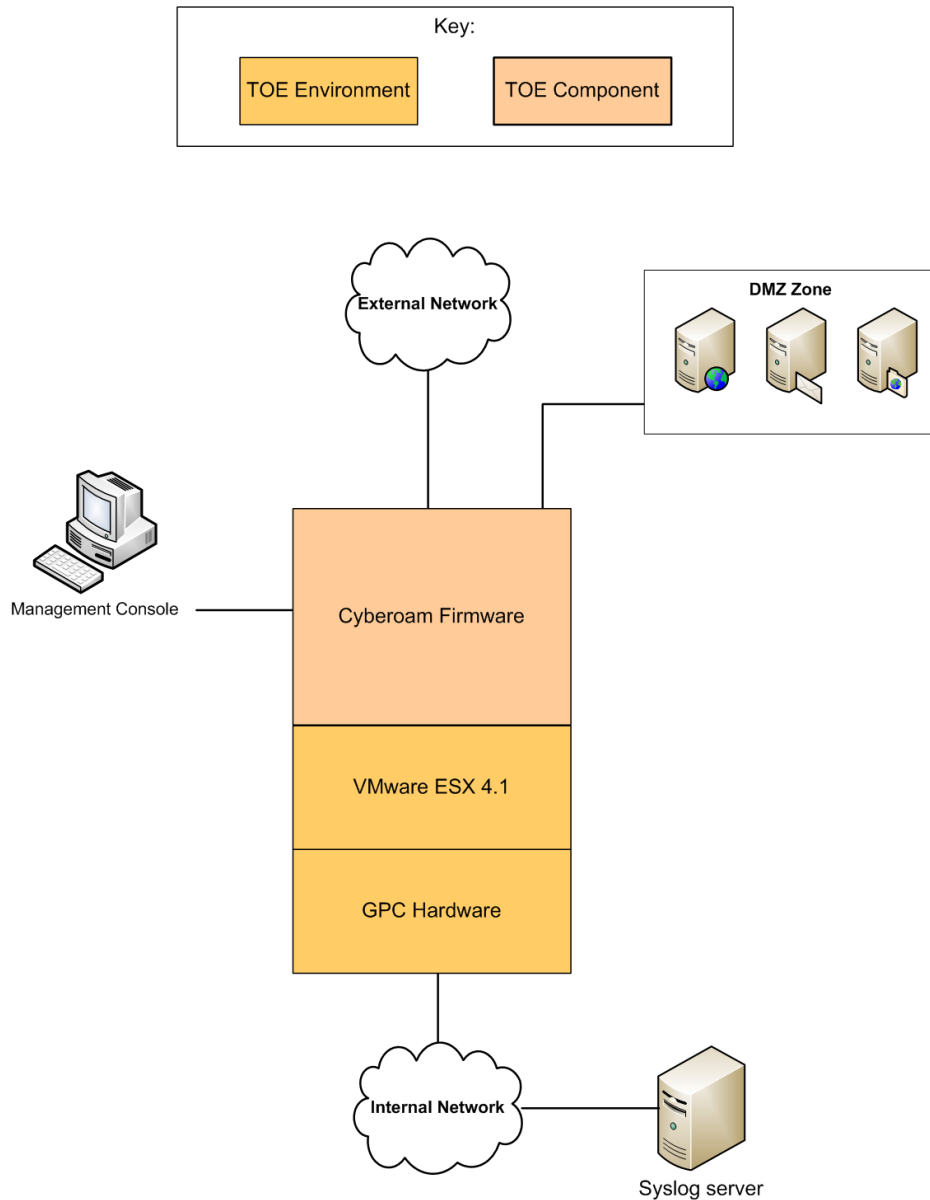 Key:
TOE Environment
TOE Component
External Network
DMZ Zone
Management Console
Cyberoam Firmware
VMware ESX 4.1
GPC Hardware
Internal Network
Syslog server